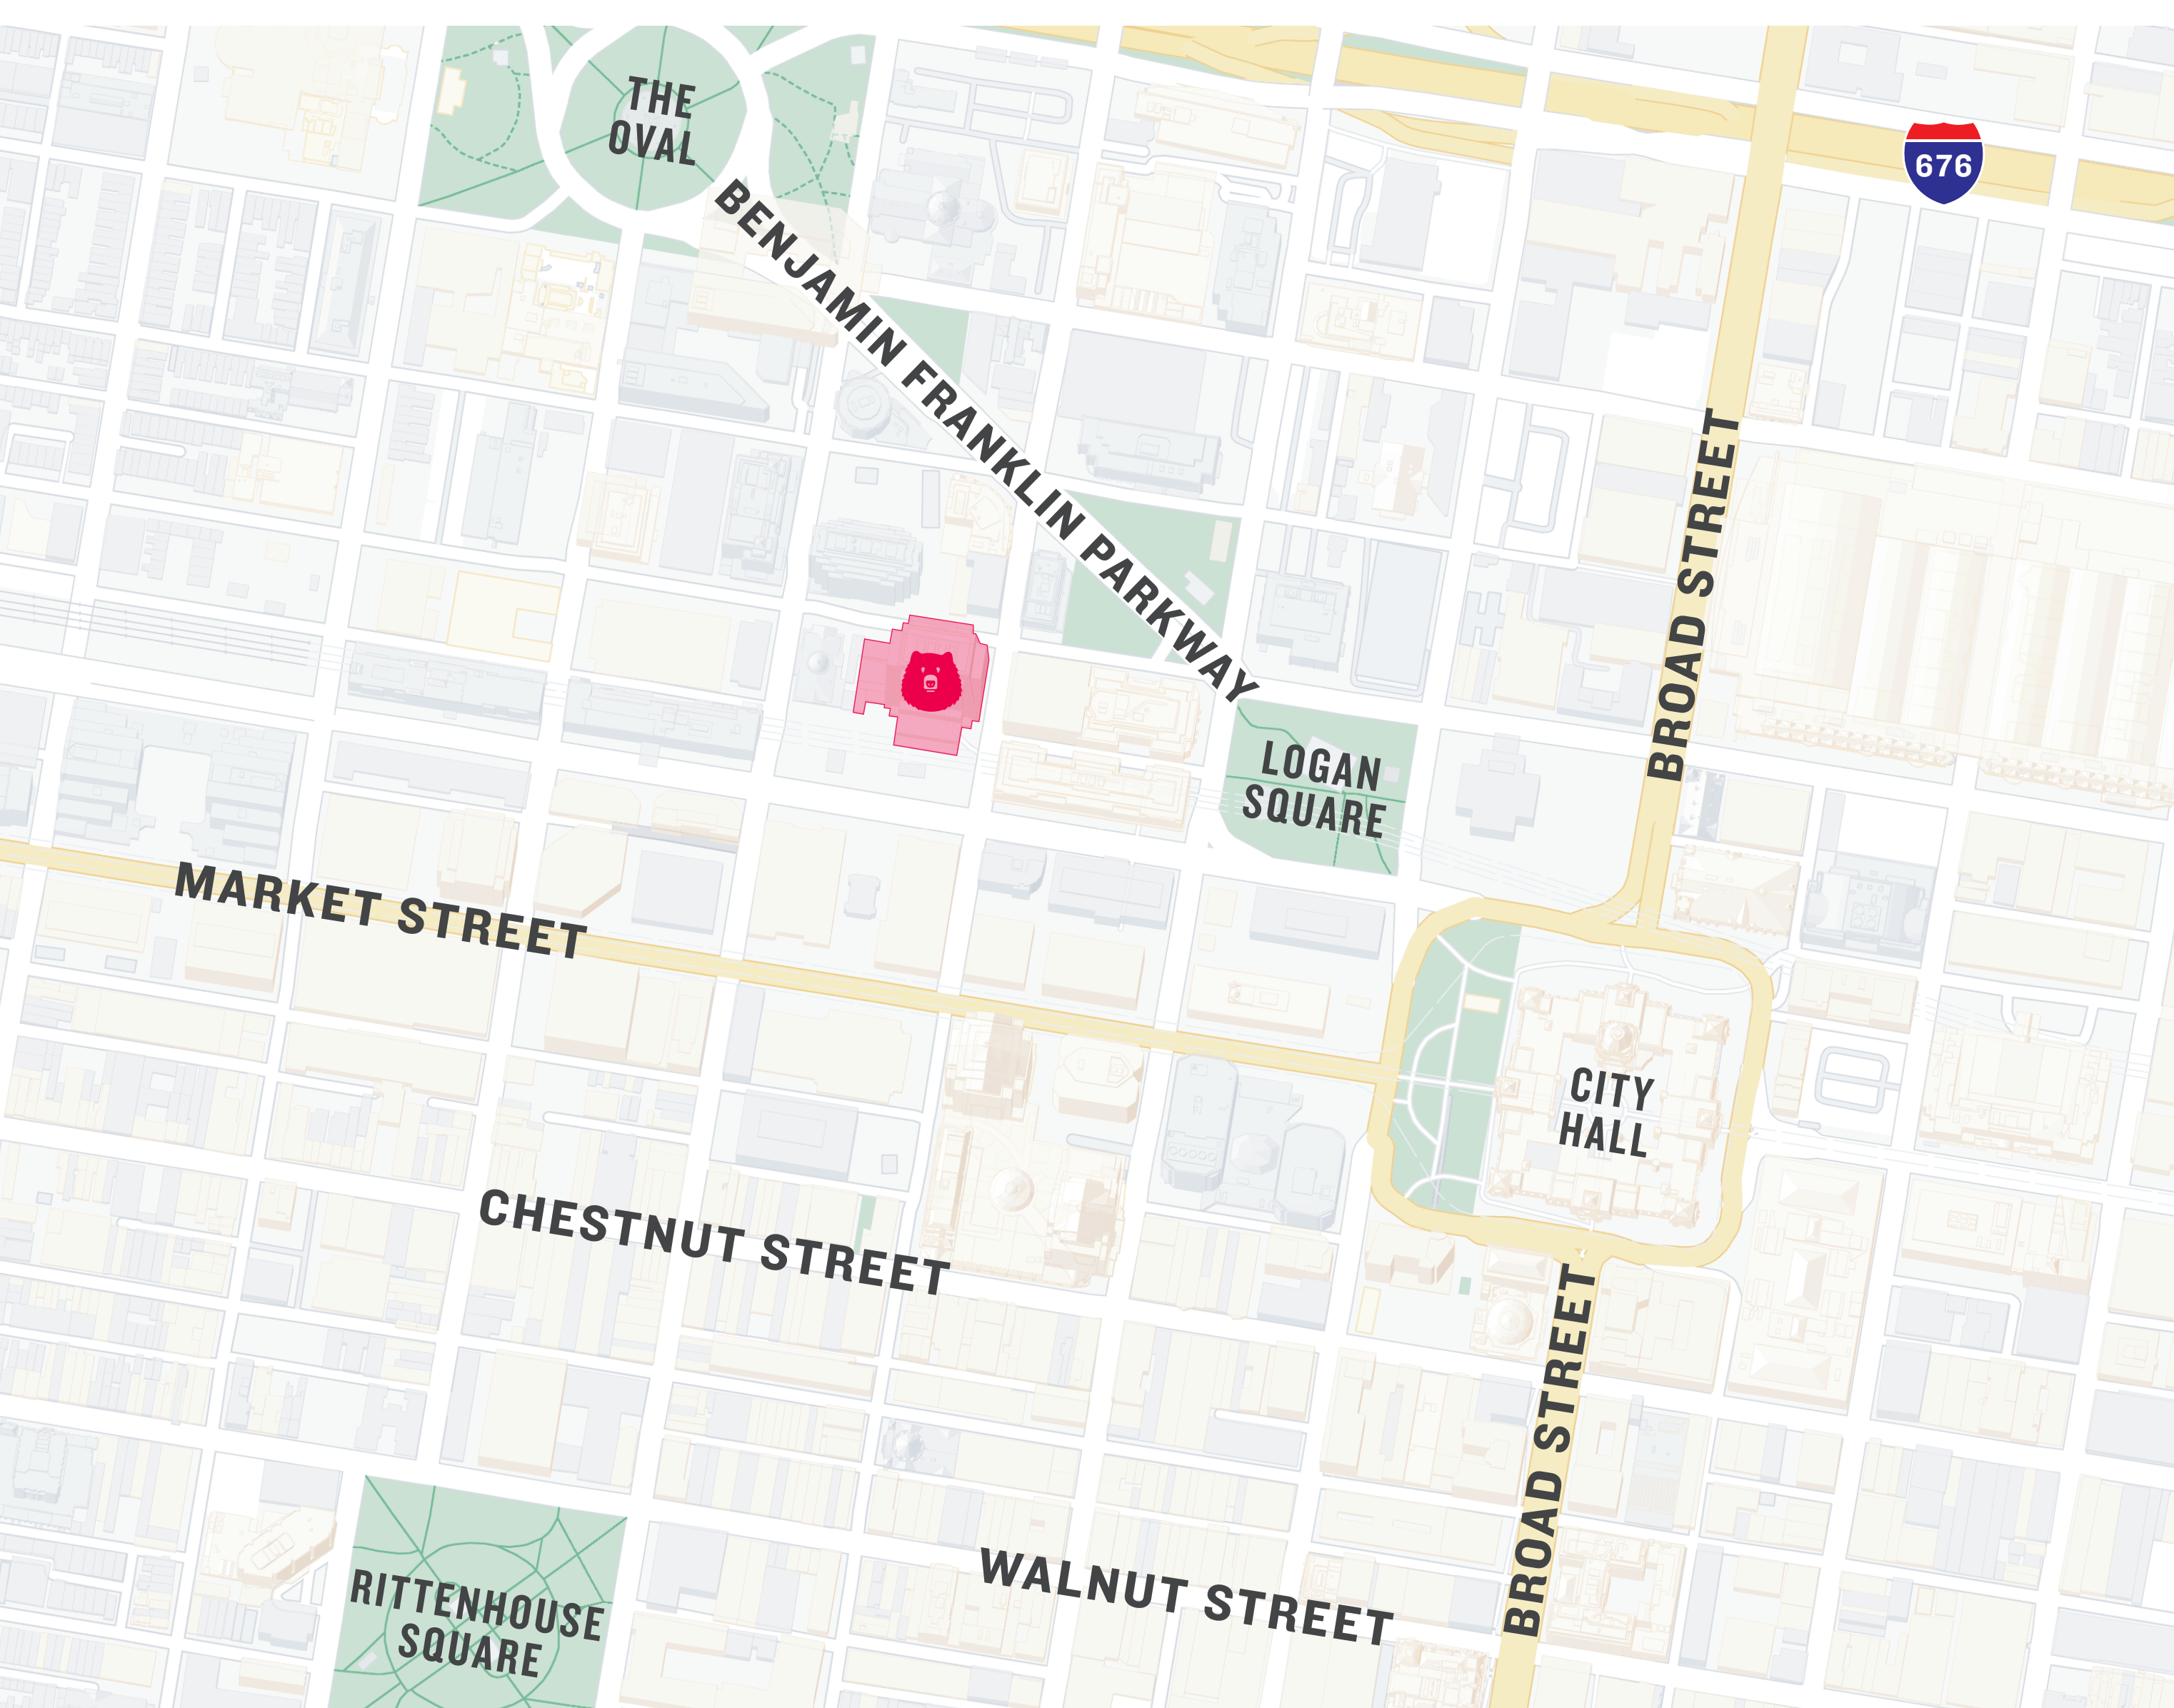 THE
OVAL
676
BENJAMIN FRANKLIN PARKWAY
BROAD STREET
LOGAN
SQUARE
MARKET STREET
CITY
HALL
CHESTNUT STREET
BROAD STREET
WALNUT STREET
RITTENHOUSE
SQUARE